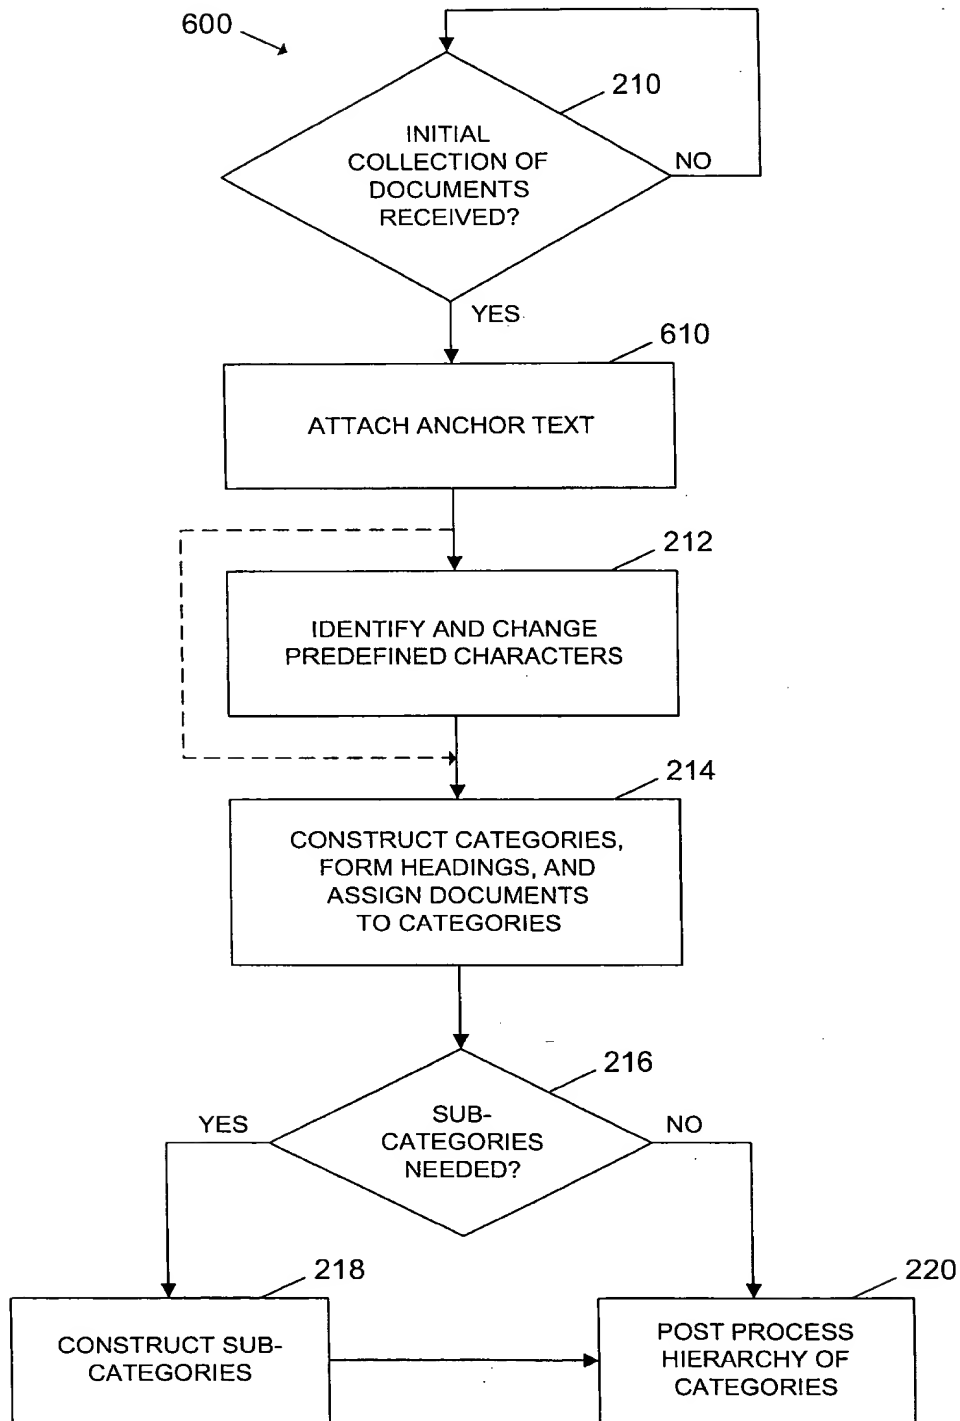 600
210
INITIAL
COLLECTION OF
DOCUMENTS
RECEIVED?
NO
YES
610
ATTACH ANCHOR TEXT
212
IDENTIFY AND CHANGE
PREDEFINED CHARACTERS
214
CONSTRUCT CATEGORIES,
FORM HEADINGS, AND
ASSIGN DOCUMENTS
TO CATEGORIES
216
YES
SUB-
CATEGORIES
NEEDED?
NO
218
CONSTRUCT SUB-
CATEGORIES
220
POST PROCESS
HIERARCHY OF
CATEGORIES